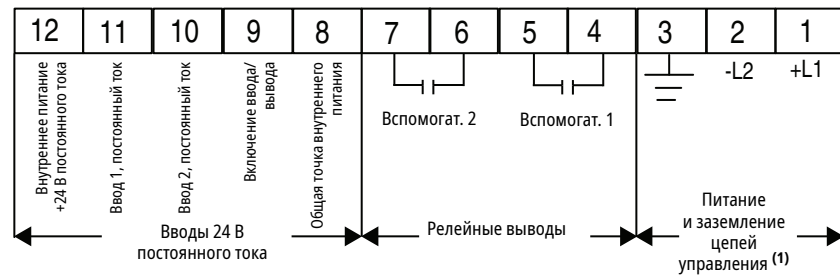 12 11 10 9 8 7 6 5 4 3 2 1
Внутреннее питание
+24 В постоянного тока
Ввод 1, постоянный ток
Ввод 2, постоянный ток
Включение ввода/
вывода
Общая точка внутреннего
питания
Вспомогат. 2
Вспомогат. 1
-L2
+L1
Вводы 24 В
постоянного тока
Релейные выводы
Питание
и заземление
цепей
управления (1)